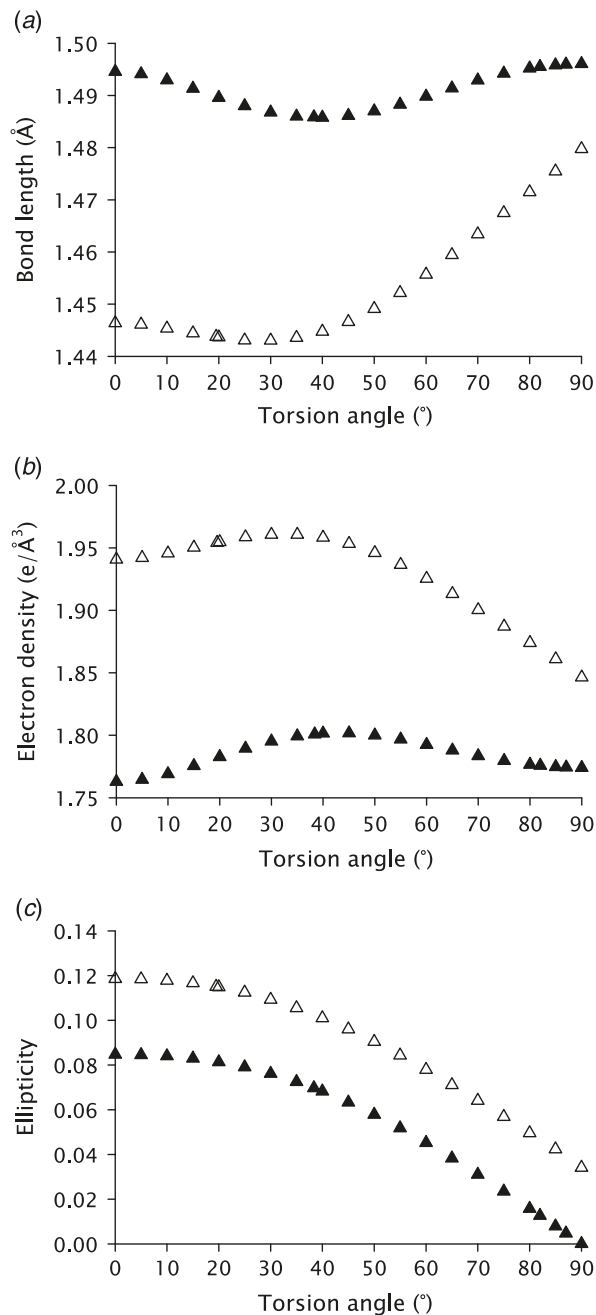 (a)
1.50
1.49
1.48
1.47
1.46
1.45
1.44
Bond length (Å)
0 10 20 30 40 50 60 70 80 90
Torsion angle (°)
(b)
2.00
1.95
1.90
1.85
1.80
1.75
Electron density (e/Å³)
0 10 20 30 40 50 60 70 80 90
Torsion angle (°)
(c)
0.14
0.12
0.10
0.08
0.06
0.04
0.02
0.00
Ellipticity
0 10 20 30 40 50 60 70 80 90
Torsion angle (°)